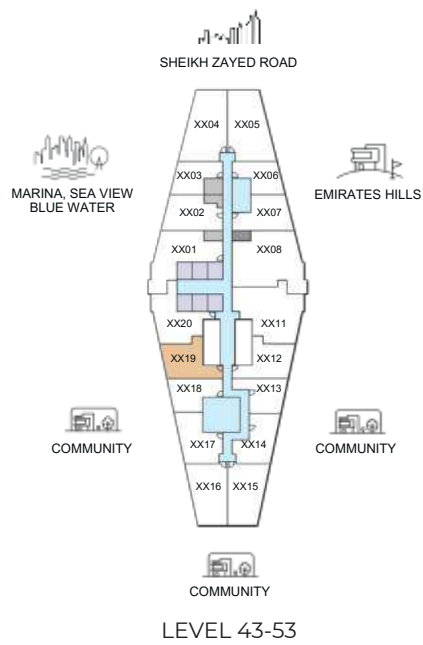 SHEIKH ZAYED ROAD
XX04 XX05
XX03 XX06
MARINA, SEA VIEW
BLUE WATER
EMIRATES HILLS
XX02 XX07
XX01 XX08
XX20 XX11
XX19 XX12
XX18 XX13
COMMUNITY
COMMUNITY
XX17 XX14
XX16 XX15
COMMUNITY
LEVEL 43-53